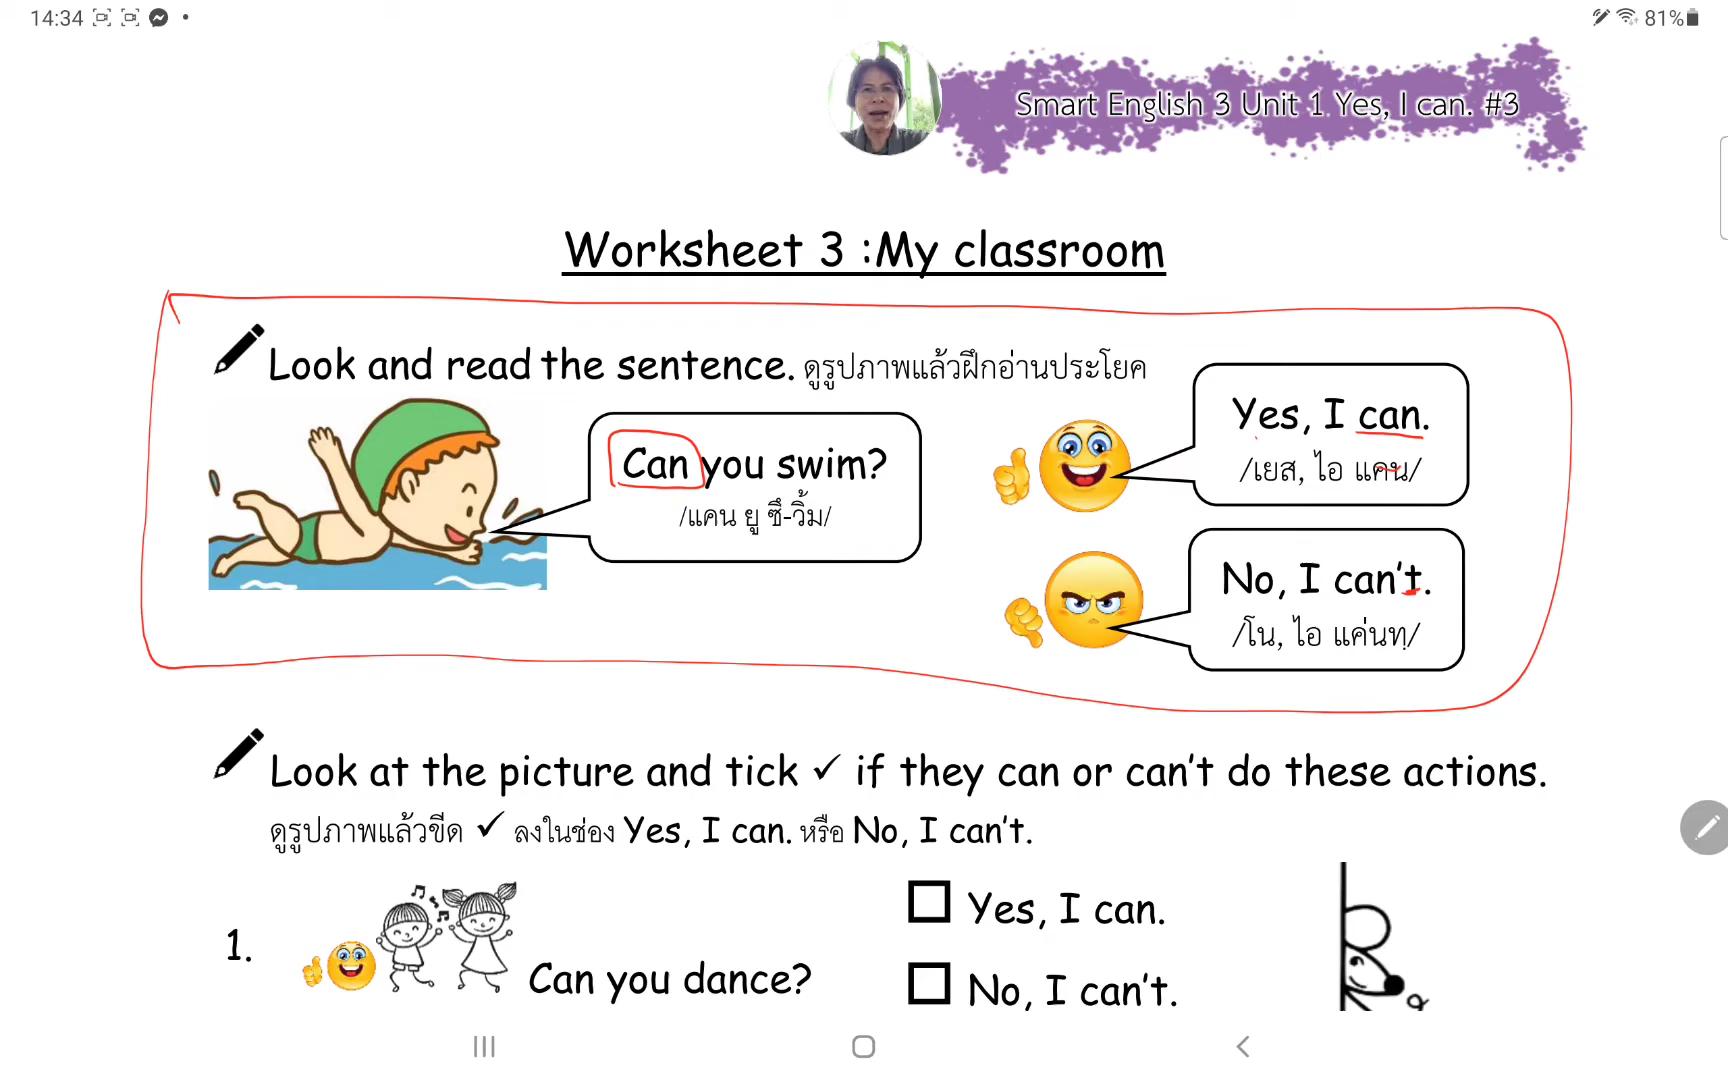 14:34
81%
Smart English 3 Unit 1 Yes, I can. #3
Worksheet 3 :My classroom
Look and read the sentence. ดูรูปภาพแล้วฝึกอ่านประโยค
Can you swim?
/แคน ยู ซึ-วิ้ม/
Yes, I can.
/เยส, ไอ แคน/
No, I can't.
/โน, ไอ แค่นทฺ/
Look at the picture and tick ✓ if they can or can't do these actions.
ดูรูปภาพแล้วขีด ✓ ลงในช่อง Yes, I can. หรือ No, I can't.
1.
Can you dance?
Yes, I can.
No, I can't.